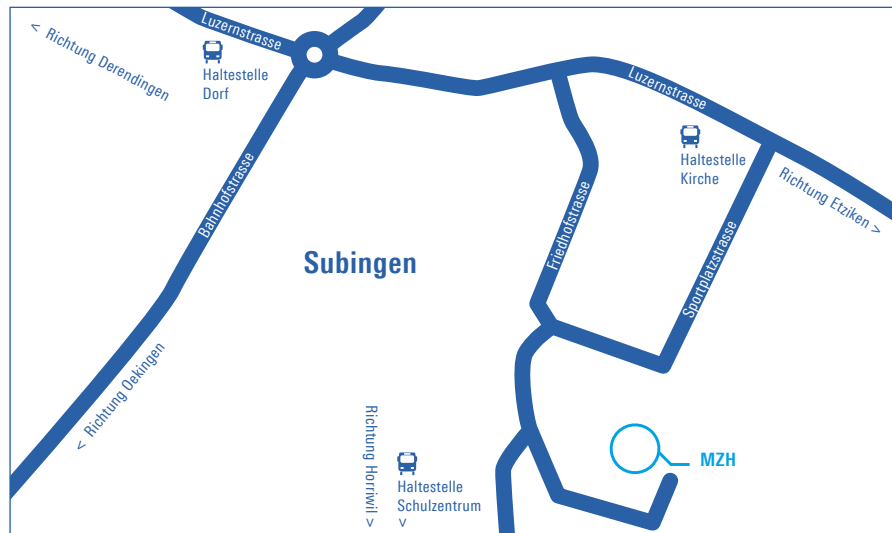 Luzernstrasse
< Richtung Derendingen
Haltestelle
Dorf
Luzernstrasse
Haltestelle
Kirche
Richtung Etziken >
Bahnhofstrasse
Friedhofstrasse
Sportplatzstrasse
Subingen
< Richtung Oekingen
Richtung Horriwil >
Haltestelle
Schulzentrum
<
MZH